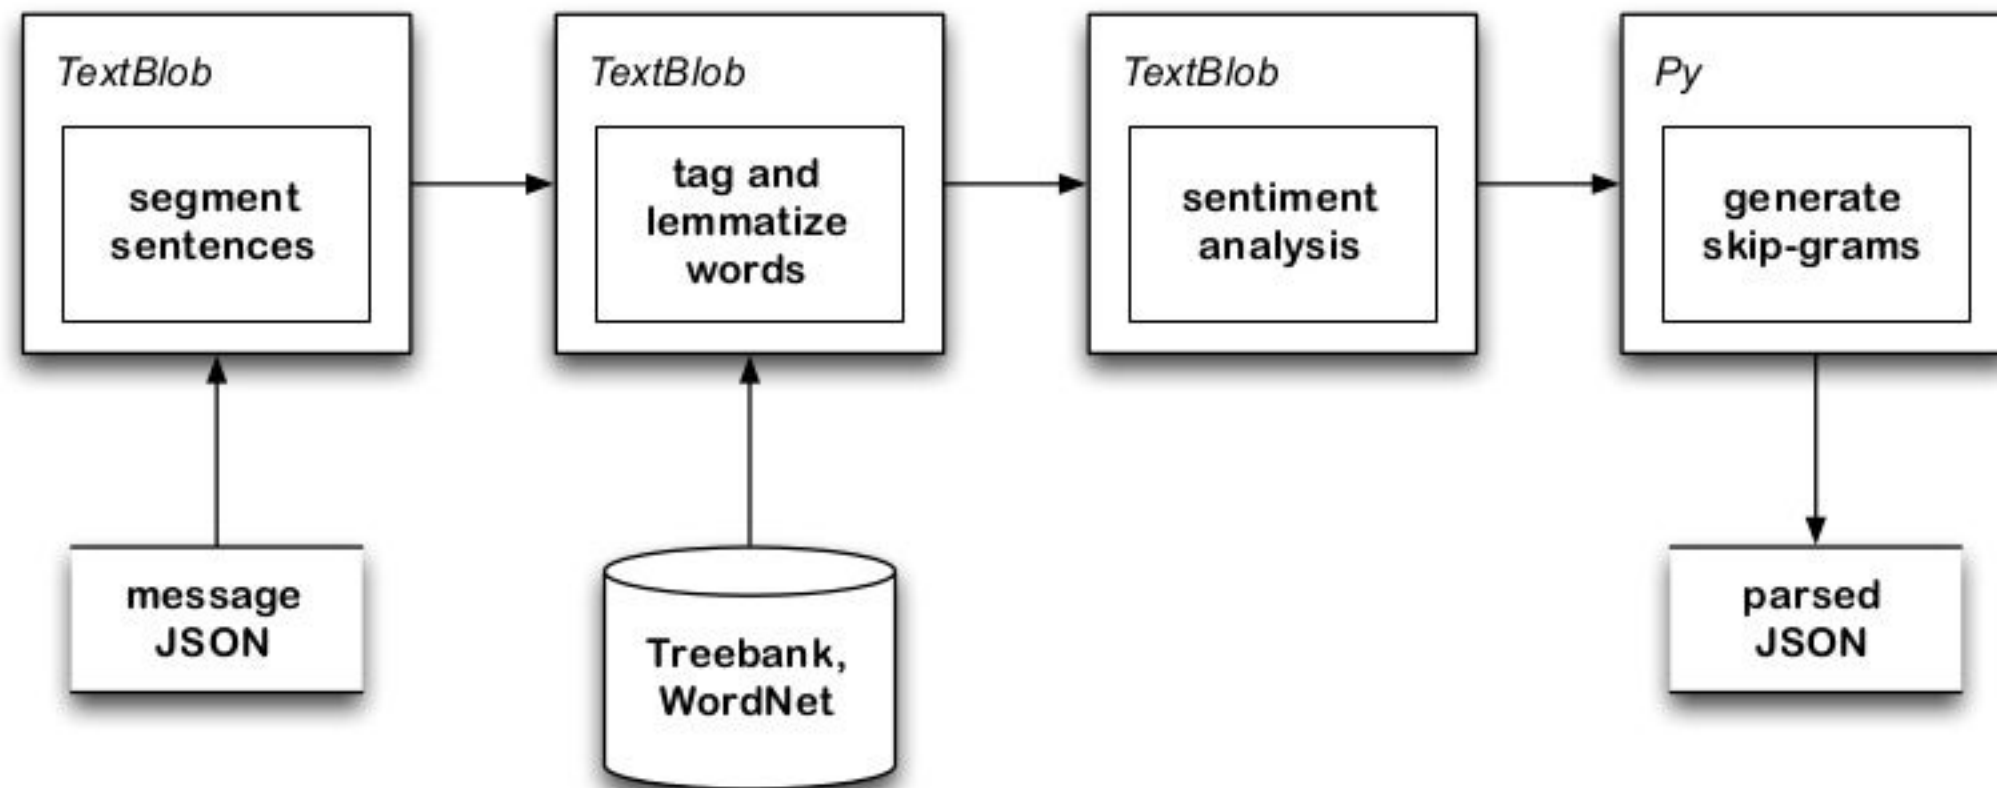 TextBlob
segment
sentences
TextBlob
tag and
lemmatize
words
TextBlob
sentiment
analysis
Py
generate
skip-grams
message
JSON
Treebank,
WordNet
parsed
JSON